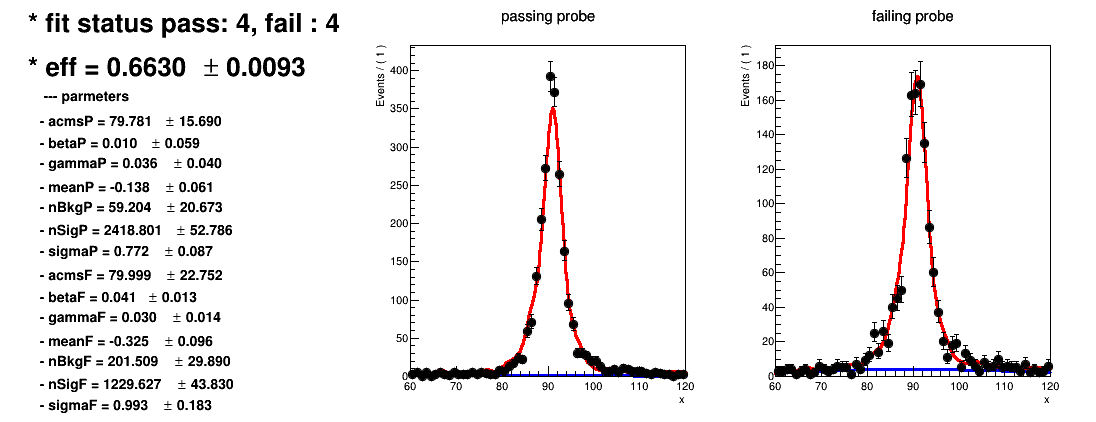 * fit status pass: 4, fail : 4
* eff = 0.6630 ± 0.0093
--- parmeters
- acmsP = 79.781 ± 15.690
- betaP = 0.010 ± 0.059
- gammaP = 0.036 ± 0.040
- meanP = -0.138 ± 0.061
- nBkgP = 59.204 ± 20.673
- nSigP = 2418.801 ± 52.786
- sigmaP = 0.772 ± 0.087
- acmsF = 79.999 ± 22.752
- betaF = 0.041 ± 0.013
- gammaF = 0.030 ± 0.014
- meanF = -0.325 ± 0.096
- nBkgF = 201.509 ± 29.890
- nSigF = 1229.627 ± 43.830
- sigmaF = 0.993 ± 0.183
passing probe
Events / ( 1 )
400
350
300
250
200
150
100
50
0
60 70 80 90 100 110 120
x
failing probe
Events / ( 1 )
180
160
140
120
100
80
60
40
20
0
60 70 80 90 100 110 120
x